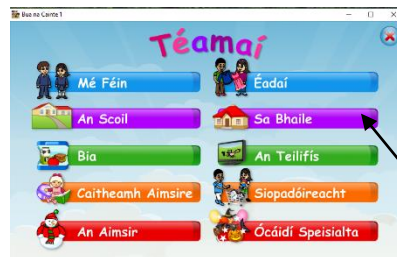 Bua na Cainte 1
Téamaí
Mé Féin
Éadaí
An Scoil
Sa Bhaile
Bia
An Teilifís
Caitheamh Aimsire
Siopadóireacht
An Aimsir
Ócáidí Speisialta